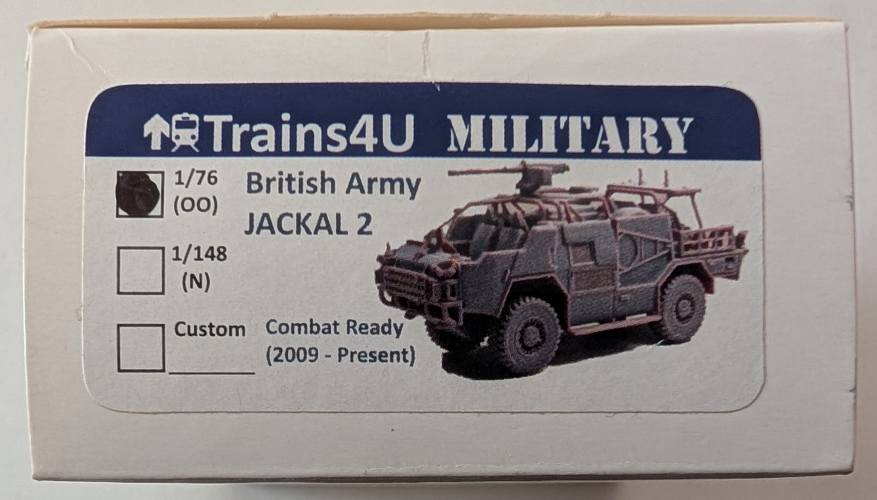 Trains4U MILITARY
1/76
(OO)
British Army
JACKAL 2
1/148
(N)
Custom
Combat Ready
(2009 - Present)